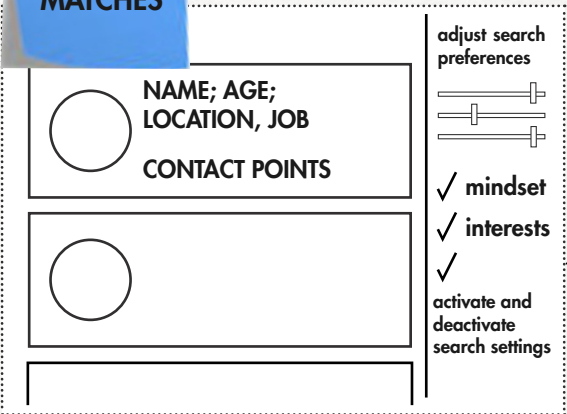 MATCHES
NAME; AGE;
LOCATION, JOB
CONTACT POINTS
adjust search
preferences
mindset
interests
activate and
deactivate
search settings